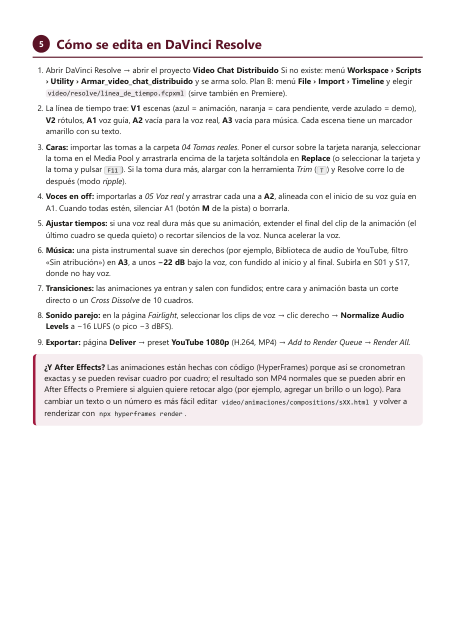 5 Cómo se edita en DaVinci Resolve
1. Abrir DaVinci Resolve → abrir el proyecto Video Chat Distribuido Si no existe: menú Workspace › Scripts
› Utility › Armar_video_chat_distribuido y se arma solo. Plan B: menú File › Import › Timeline y elegir
video/resolve/linea_de_tiempo.fcpxml (sirve también en Premiere).
2. La línea de tiempo trae: V1 escenas (azul = animación, naranja = cara pendiente, verde azulado = demo),
V2 rótulos, A1 voz guía, A2 vacía para la voz real, A3 vacía para música. Cada escena tiene un marcador
amarillo con su texto.
3. Caras: importar las tomas a la carpeta 04 Tomas reales. Poner el cursor sobre la tarjeta naranja, seleccionar
la toma en el Media Pool y arrastrarla encima de la tarjeta soltándola en Replace (o seleccionar la tarjeta y
la toma y pulsar F11 ). Si la toma dura más, alargar con la herramienta Trim ( T ) y Resolve corre lo de
después (modo ripple).
4. Voces en off: importarlas a 05 Voz real y arrastrar cada una a A2, alineada con el inicio de su voz guía en
A1. Cuando todas estén, silenciar A1 (botón M de la pista) o borrarla.
5. Ajustar tiempos: si una voz real dura más que su animación, extender el final del clip de la animación (el
último cuadro se queda quieto) o recortar silencios de la voz. Nunca acelerar la voz.
6. Música: una pista instrumental suave sin derechos (por ejemplo, Biblioteca de audio de YouTube, filtro
«Sin atribución») en A3, a unos −22 dB bajo la voz, con fundido al inicio y al final. Subirla en S01 y S17,
donde no hay voz.
7. Transiciones: las animaciones ya entran y salen con fundidos; entre cara y animación basta un corte
directo o un Cross Dissolve de 10 cuadros.
8. Sonido parejo: en la página Fairlight, seleccionar los clips de voz → clic derecho → Normalize Audio
Levels a −16 LUFS (o pico −3 dBFS).
9. Exportar: página Deliver → preset YouTube 1080p (H.264, MP4) → Add to Render Queue → Render All.
¿Y After Effects? Las animaciones están hechas con código (HyperFrames) porque así se cronometran
exactas y se pueden revisar cuadro por cuadro; el resultado son MP4 normales que se pueden abrir en
After Effects o Premiere si alguien quiere retocar algo (por ejemplo, agregar un brillo o un logo). Para
cambiar un texto o un número es más fácil editar video/animaciones/compositions/sXX.html y volver a
renderizar con npx hyperframes render .